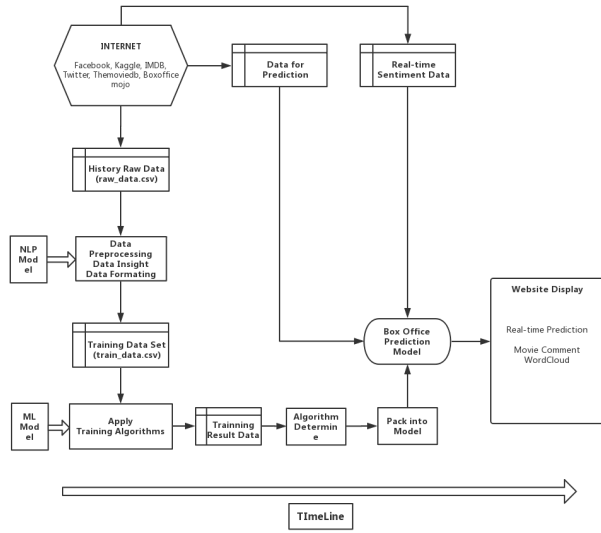 INTERNET
Facebook, Kaggle, IMDB,
Twitter, Themoviedb, Boxoffice
mojo
Data for
Prediction
Real-time
Sentiment Data
History Raw Data
(raw_data.csv)
NLP
Mod
el
Data
Preprocessing
Data Insight
Data Formating
Training Data Set
(train_data.csv)
Box Office
Prediction
Model
Website Display
Real-time Prediction
Movie Comment
WordCloud
ML
Mod
el
Apply
Training Algorithms
Trainning
Result Data
Algorithm
Determin
e
Pack into
Model
TImeLine